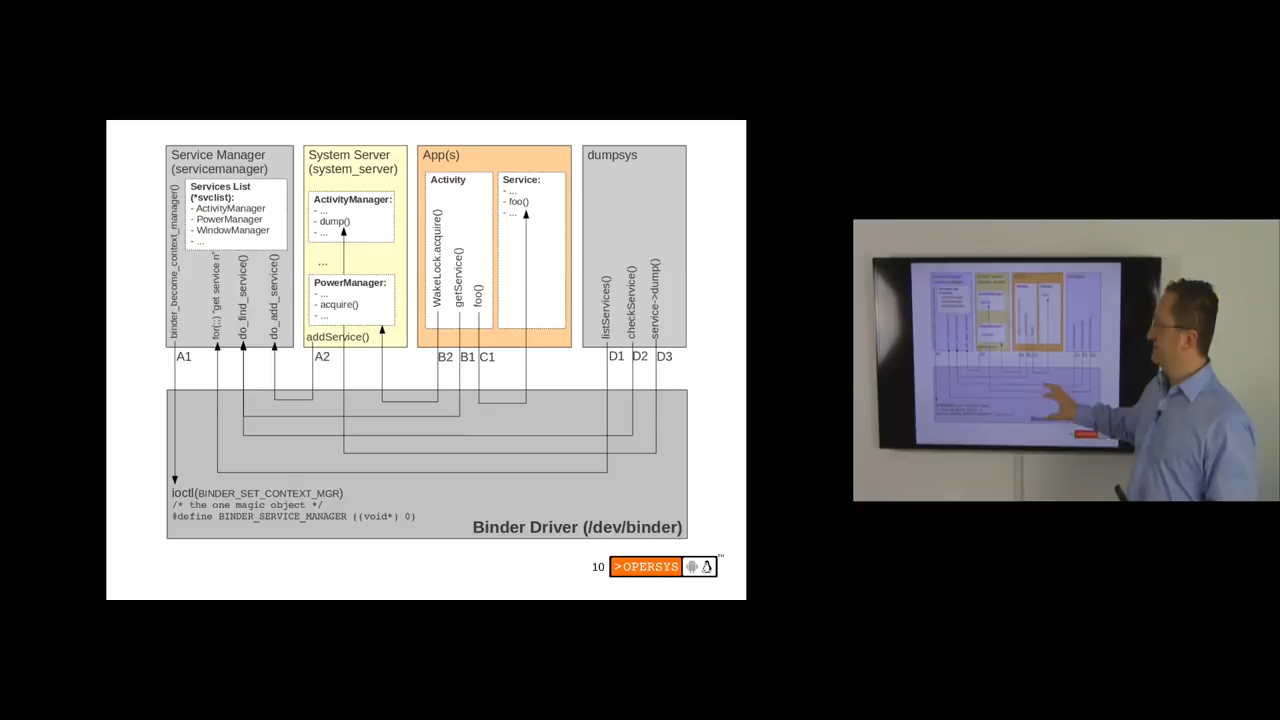 Service Manager
(servicemanager)
binder_become_context_manager()
Services List
(*svclist):
- ActivityManager
- PowerManager
- WindowManager
- ...
for(;;) "get service n"
do_find_service()
do_add_service()
System Server
(system_server)
ActivityManager:
- ...
- dump()
- ...
...
PowerManager:
- ...
- acquire()
- ...
addService()
App(s)
Activity
WakeLock.acquire()
getService()
foo()
Service:
- ...
- foo()
- ...
dumpsys
listServices()
checkService()
service->dump()
A1
A2
B2
B1
C1
D1
D2
D3
ioctl(BINDER_SET_CONTEXT_MGR)
/* the one magic object */
#define BINDER_SERVICE_MANAGER ((void*) 0)
Binder Driver (/dev/binder)
10
>OPERSYS
TM